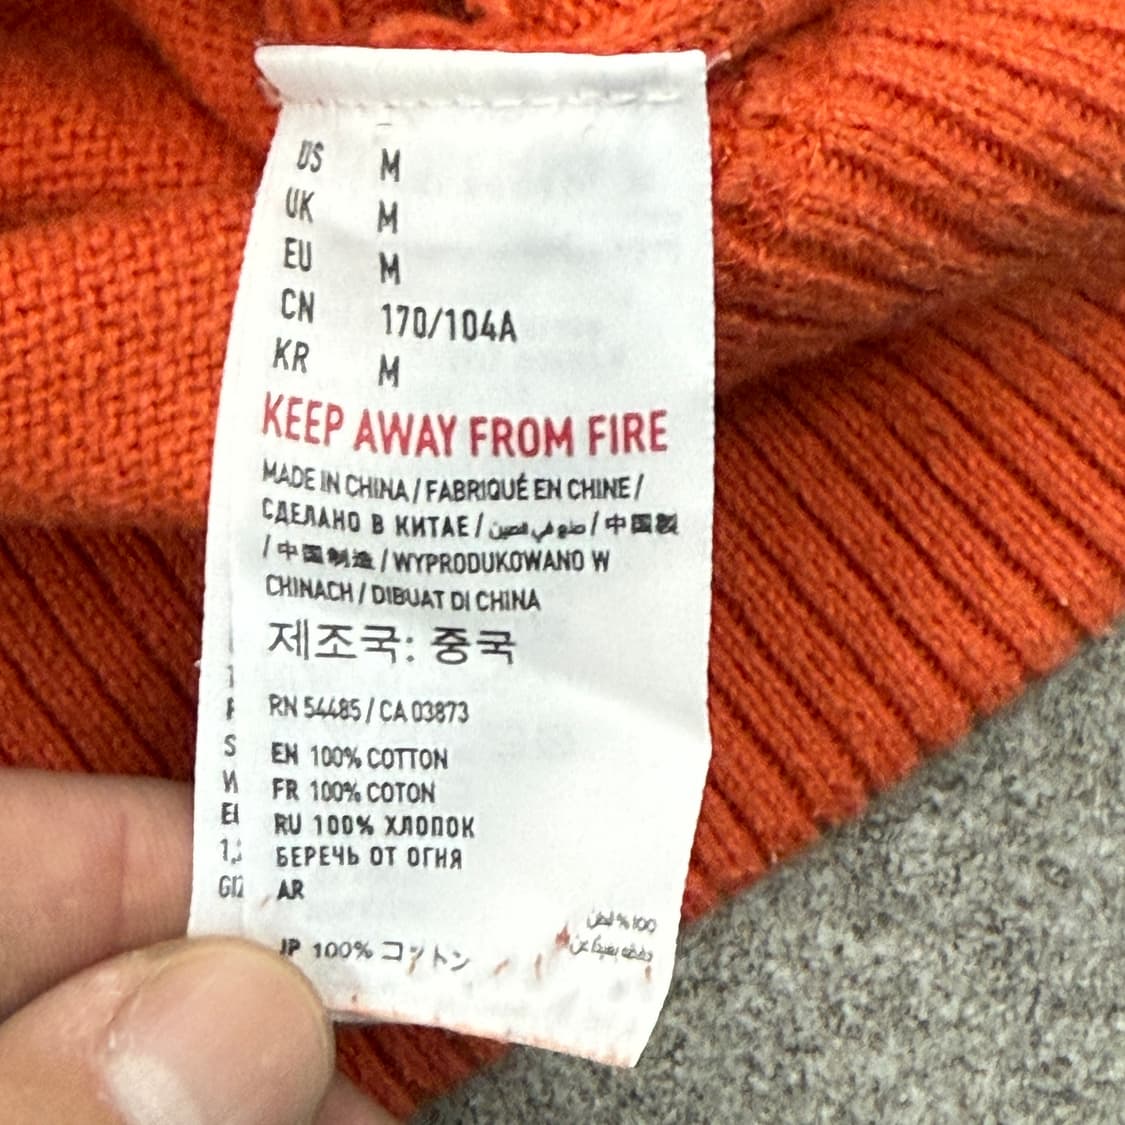 US M
UK M
EU M
CN 170/104A
KR M
KEEP AWAY FROM FIRE
MADE IN CHINA / FABRIQUÉ EN CHINE /
СДЕЛАНО В КИТАЕ / صنع في الصين / 中国製
/ 中国制造 / WYPRODUKOWANO W
CHINACH / DIBUAT DI CHINA
제조국: 중국
RN 54485 / CA 03873
EN 100% COTTON
FR 100% COTON
RU 100% ХЛОПОК
БЕРЕЧЬ ОТ ОГНЯ
AR
100% قطن
JP 100% コットン